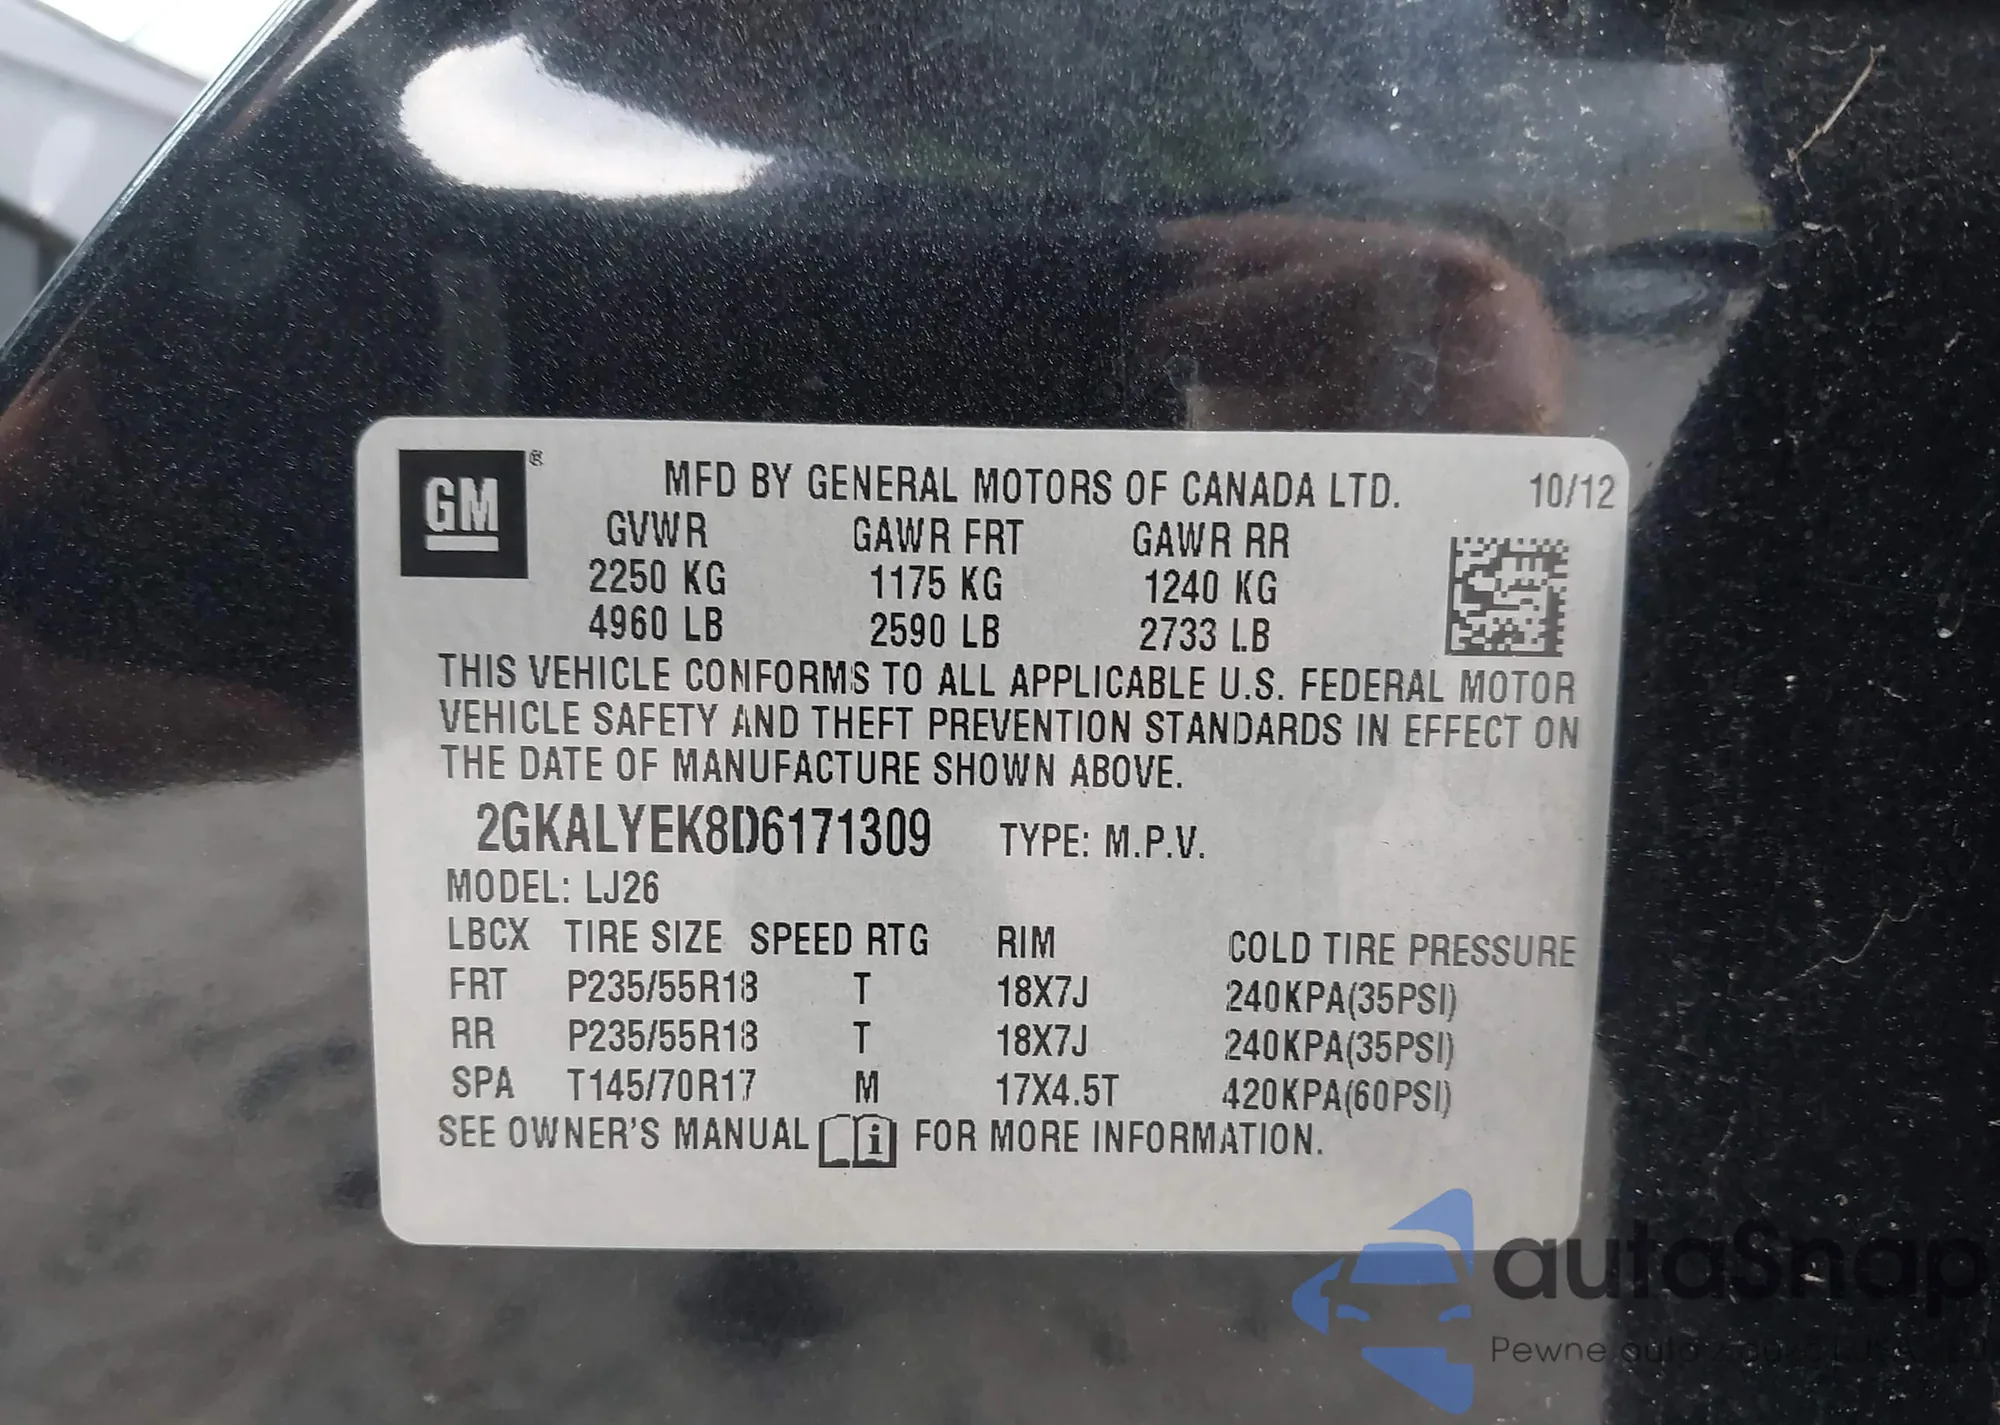 GM ®
MFD BY GENERAL MOTORS OF CANADA LTD. 10/12
GVWR GAWR FRT GAWR RR
2250 KG 1175 KG 1240 KG
4960 LB 2590 LB 2733 LB
THIS VEHICLE CONFORMS TO ALL APPLICABLE U.S. FEDERAL MOTOR
VEHICLE SAFETY AND THEFT PREVENTION STANDARDS IN EFFECT ON
THE DATE OF MANUFACTURE SHOWN ABOVE.
2GKALYEK8D6171309 TYPE: M.P.V.
MODEL: LJ26
LBCX TIRE SIZE SPEED RTG RIM COLD TIRE PRESSURE
FRT P235/55R18 T 18X7J 240KPA(35PSI)
RR P235/55R18 T 18X7J 240KPA(35PSI)
SPA T145/70R17 M 17X4.5T 420KPA(60PSI)
SEE OWNER'S MANUAL i FOR MORE INFORMATION.
autaSnap
Pewne auta z